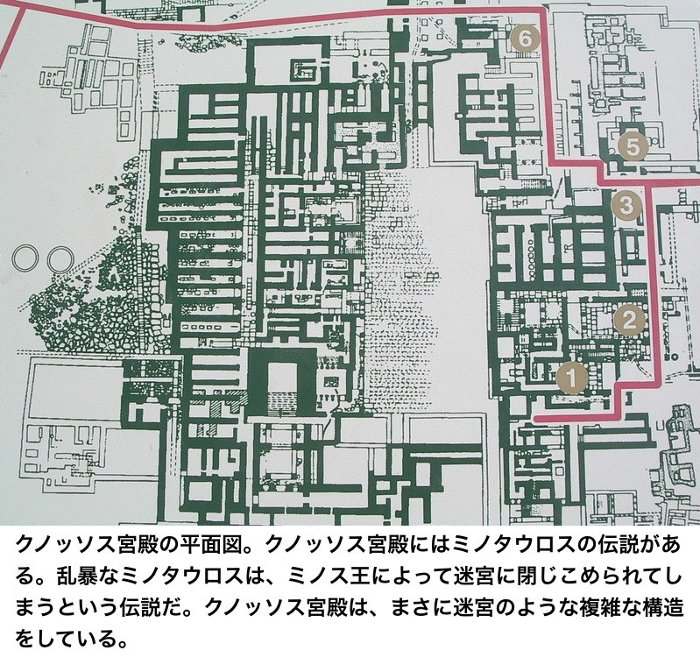 6
5
3
2
1
クノッソス宮殿の平面図。クノッソス宮殿にはミノタウロスの伝説があ
る。乱暴なミノタウロスは、ミノス王によって迷宮に閉じこめられてし
まうという伝説だ。クノッソス宮殿は、まさに迷宮のような複雑な構造
をしている。